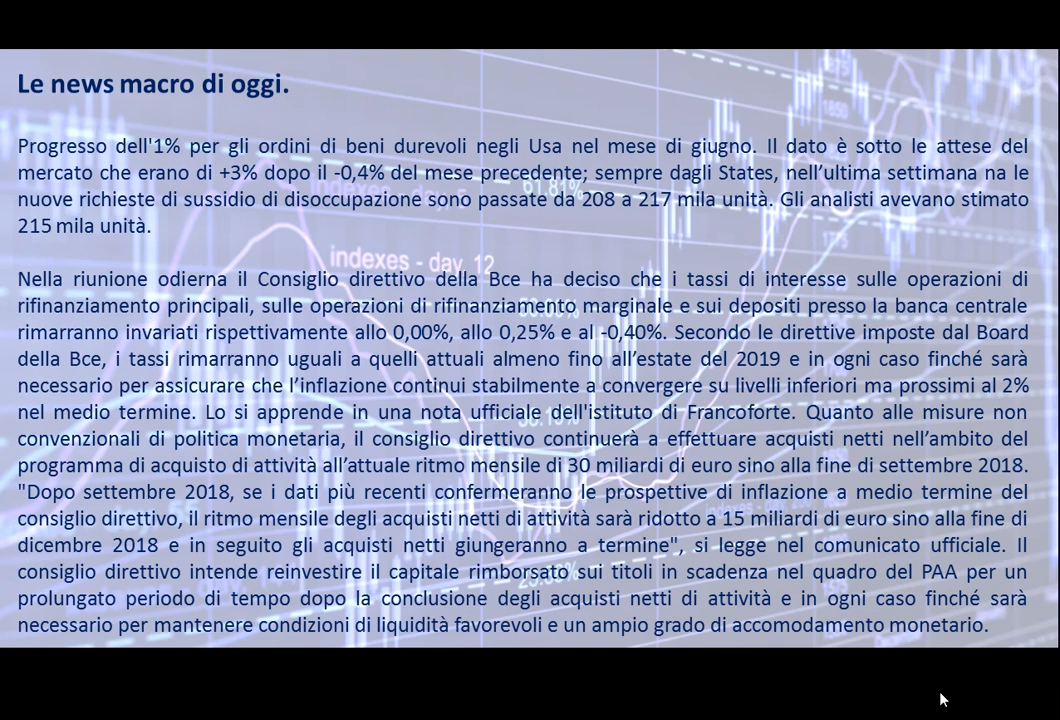 Le news macro di oggi.
Progresso dell'1% per gli ordini di beni durevoli negli Usa nel mese di giugno. Il dato è sotto le attese del
mercato che erano di +3% dopo il -0,4% del mese precedente; sempre dagli States, nell’ultima settimana na le
nuove richieste di sussidio di disoccupazione sono passate da 208 a 217 mila unità. Gli analisti avevano stimato
215 mila unità.
Nella riunione odierna il Consiglio direttivo della Bce ha deciso che i tassi di interesse sulle operazioni di
rifinanziamento principali, sulle operazioni di rifinanziamento marginale e sui depositi presso la banca centrale
rimarranno invariati rispettivamente allo 0,00%, allo 0,25% e al -0,40%. Secondo le direttive imposte dal Board
della Bce, i tassi rimarranno uguali a quelli attuali almeno fino all’estate del 2019 e in ogni caso finché sarà
necessario per assicurare che l’inflazione continui stabilmente a convergere su livelli inferiori ma prossimi al 2%
nel medio termine. Lo si apprende in una nota ufficiale dell'istituto di Francoforte. Quanto alle misure non
convenzionali di politica monetaria, il consiglio direttivo continuerà a effettuare acquisti netti nell’ambito del
programma di acquisto di attività all’attuale ritmo mensile di 30 miliardi di euro sino alla fine di settembre 2018.
"Dopo settembre 2018, se i dati più recenti confermeranno le prospettive di inflazione a medio termine del
consiglio direttivo, il ritmo mensile degli acquisti netti di attività sarà ridotto a 15 miliardi di euro sino alla fine di
dicembre 2018 e in seguito gli acquisti netti giungeranno a termine", si legge nel comunicato ufficiale. Il
consiglio direttivo intende reinvestire il capitale rimborsato sui titoli in scadenza nel quadro del PAA per un
prolungato periodo di tempo dopo la conclusione degli acquisti netti di attività e in ogni caso finché sarà
necessario per mantenere condizioni di liquidità favorevoli e un ampio grado di accomodamento monetario.
indexes - day, 12
61.81%